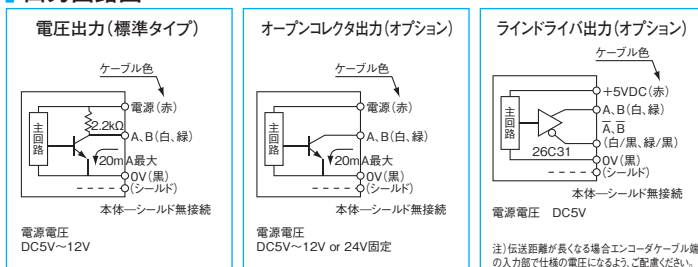 電圧出力(標準タイプ)
ケーブル色
電源(赤)
2.2kΩ
主回路
A、B(白、緑)
20mA最大
0V(黒)
(シールド)
本体―シールド無接続
電源電圧
DC5V〜12V
オープンコレクタ出力(オプション)
ケーブル色
電源(赤)
主回路
A、B(白、緑)
20mA最大
0V(黒)
(シールド)
本体―シールド無接続
電源電圧
DC5V〜12V or 24V固定
ラインドライバ出力(オプション)
ケーブル色
+5VDC(赤)
主回路
A、B(白、緑)
A̅、B̅
(白/黒、緑/黒)
26C31
0V(黒)
(シールド)
本体―シールド無接続
電源電圧 DC5V
注)伝送距離が長くなる場合エンコーダケーブル端
の入力部で仕様の電圧になるよう、ご配慮ください。